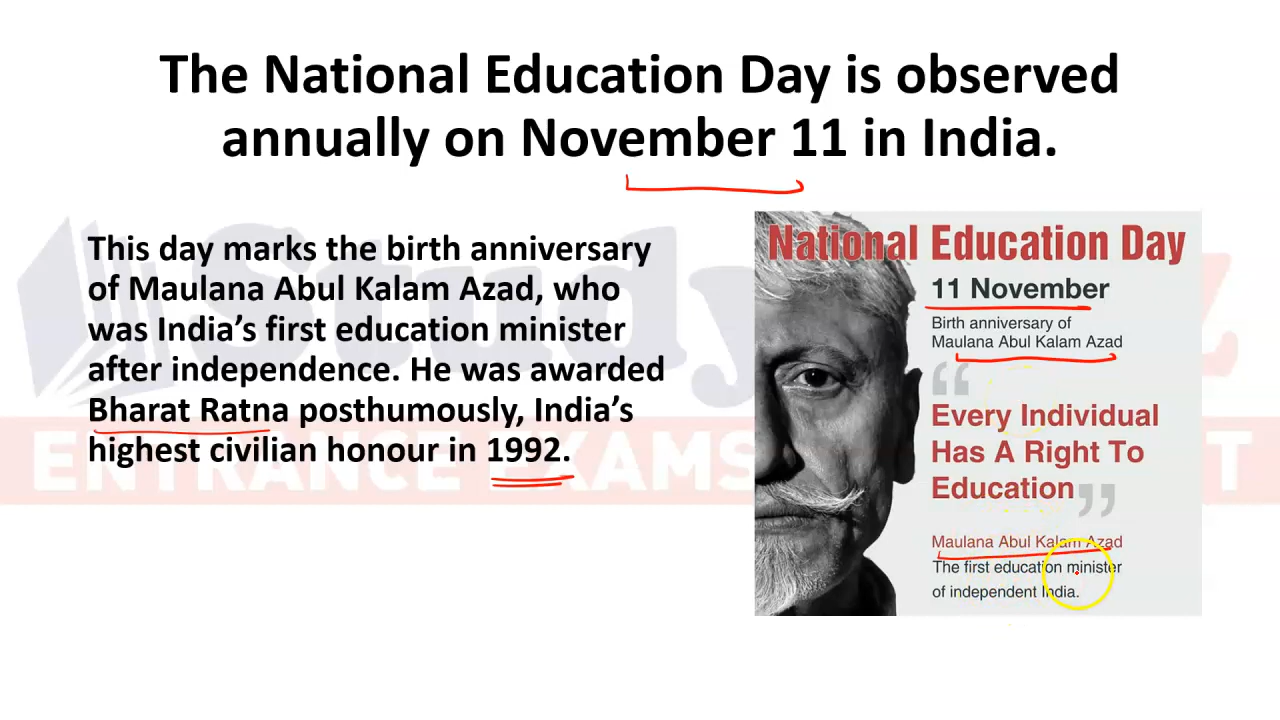 The National Education Day is observed
annually on November 11 in India.
This day marks the birth anniversary
of Maulana Abul Kalam Azad, who
was India’s first education minister
after independence. He was awarded
Bharat Ratna posthumously, India’s
highest civilian honour in 1992.
National Education Day
11 November
Birth anniversary of
Maulana Abul Kalam Azad
“
Every Individual
Has A Right To
Education”
Maulana Abul Kalam Azad
The first education minister
of independent India.
Study
ENTRANCE EXAMS